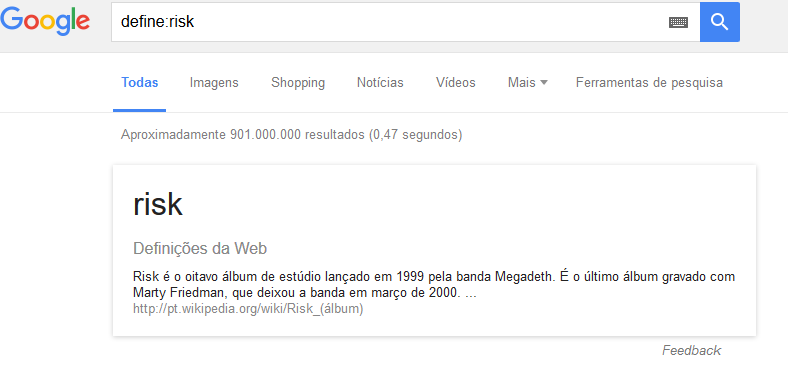 Google
define:risk
Todas Imagens Shopping Notícias Vídeos Mais Ferramentas de pesquisa
Aproximadamente 901.000.000 resultados (0,47 segundos)
risk
Definições da Web
Risk é o oitavo álbum de estúdio lançado em 1999 pela banda Megadeth. É o último álbum gravado com
Marty Friedman, que deixou a banda em março de 2000. ...
http://pt.wikipedia.org/wiki/Risk_(álbum)
Feedback